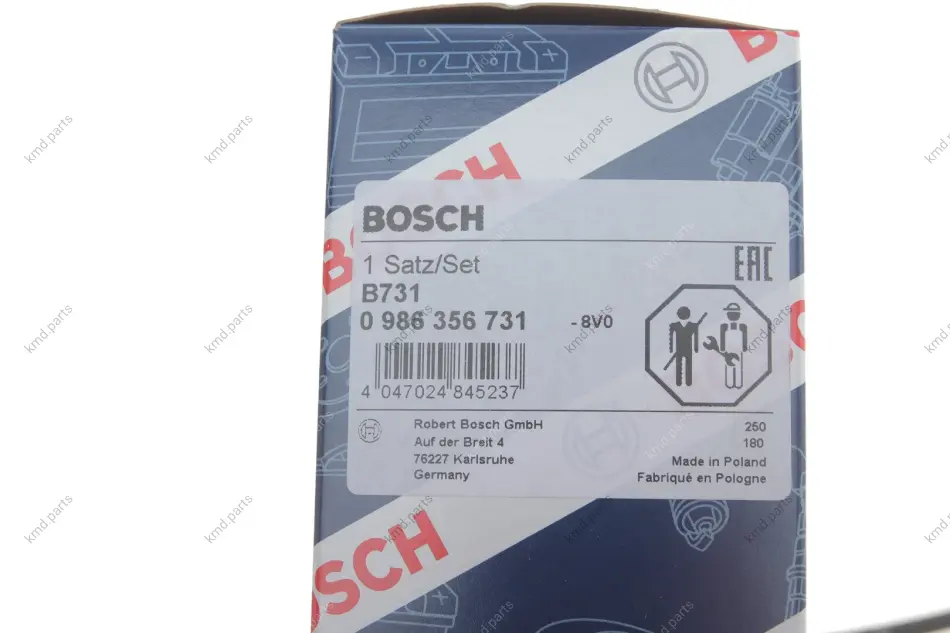 BOSCH
BOSCH
1 Satz/Set
EAC
B731
0 986 356 731 - 8V0
4 047024 845237
Robert Bosch GmbH
Auf der Breit 4
76227 Karlsruhe
Germany
250
180
Made in Poland
Fabriqué en Pologne
OSCH
kmd.parts